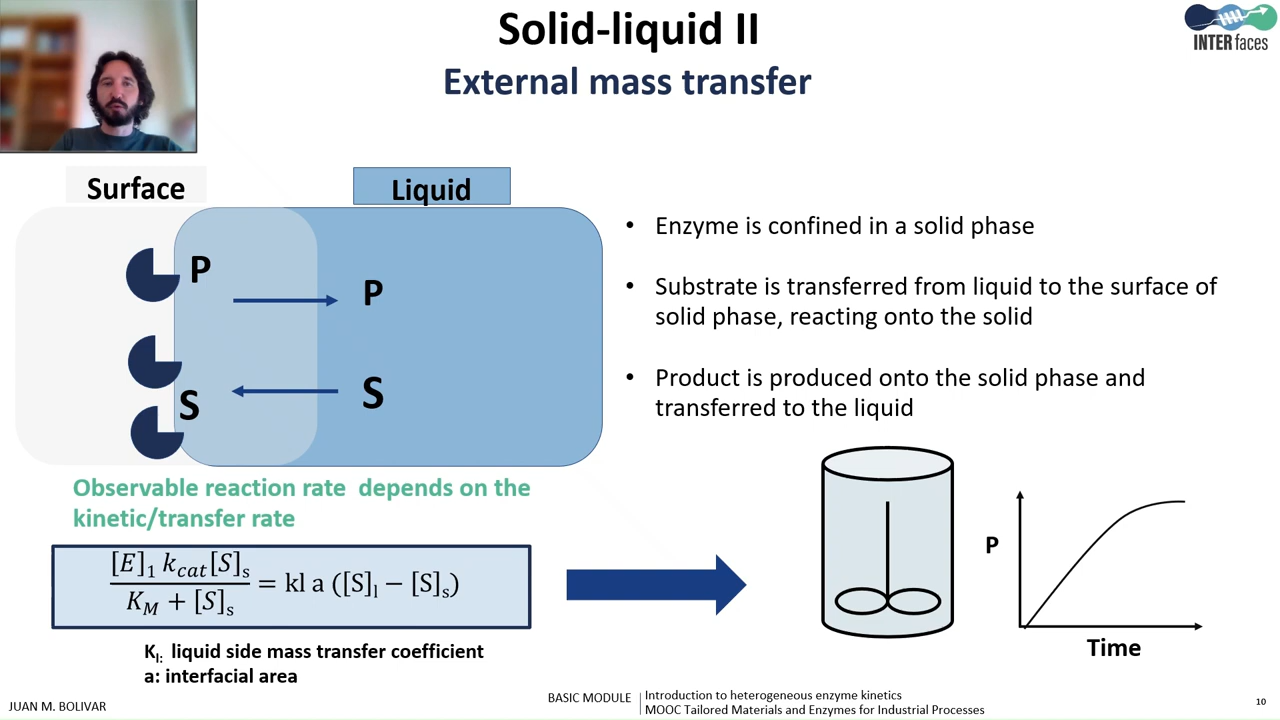 Solid-liquid II
External mass transfer
INTERfaces
Surface
Liquid
P
P
S
S
• Enzyme is confined in a solid phase
• Substrate is transferred from liquid to the surface of
solid phase, reacting onto the solid
• Product is produced onto the solid phase and
transferred to the liquid
Observable reaction rate depends on the
kinetic/transfer rate
[E]₁ k_cat[S]ₛ / K_M + [S]ₛ = kl a ([S]ₗ − [S]ₛ)
Kₗ: liquid side mass transfer coefficient
a: interfacial area
P
Time
JUAN M. BOLIVAR
BASIC MODULE
Introduction to heterogeneous enzyme kinetics
MOOC Tailored Materials and Enzymes for Industrial Processes
10